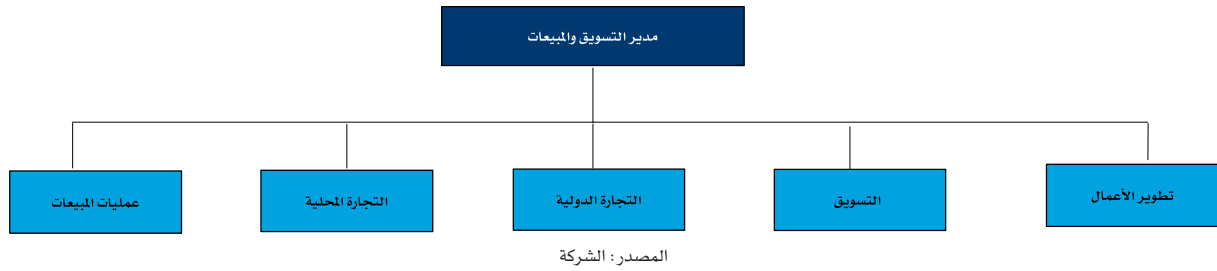 مدير التسويق والمبيعات
تطوير الأعمال
التسويق
التجارة الدولية
التجارة المحلية
عمليات المبيعات
المصدر: الشركة